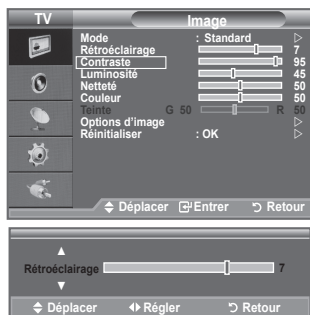 TV Image
Mode : Standard
Rétroéclairage 7
Contraste 95
Luminosité 45
Netteté 50
Couleur 50
Teinte G 50 R 50
Options d'image
Réinitialiser : OK
Déplacer Entrer Retour
Rétroéclairage 7
Déplacer Régler Retour